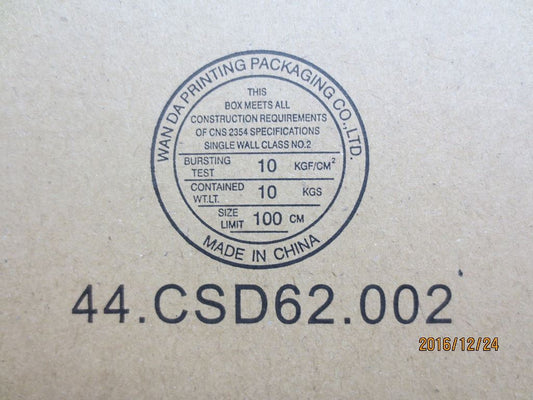 WAN DA PRINTING PACKAGING CO.,LTD.
THIS
BOX MEETS ALL
CONSTRUCTION REQUIREMENTS
OF CNS 2354 SPECIFICATIONS
SINGLE WALL CLASS NO.2
BURSTING TEST 10 KGF/CM²
CONTAINED WT.LT. 10 KGS
SIZE LIMIT 100 CM
MADE IN CHINA
44.CSD62.002
2016/12/24